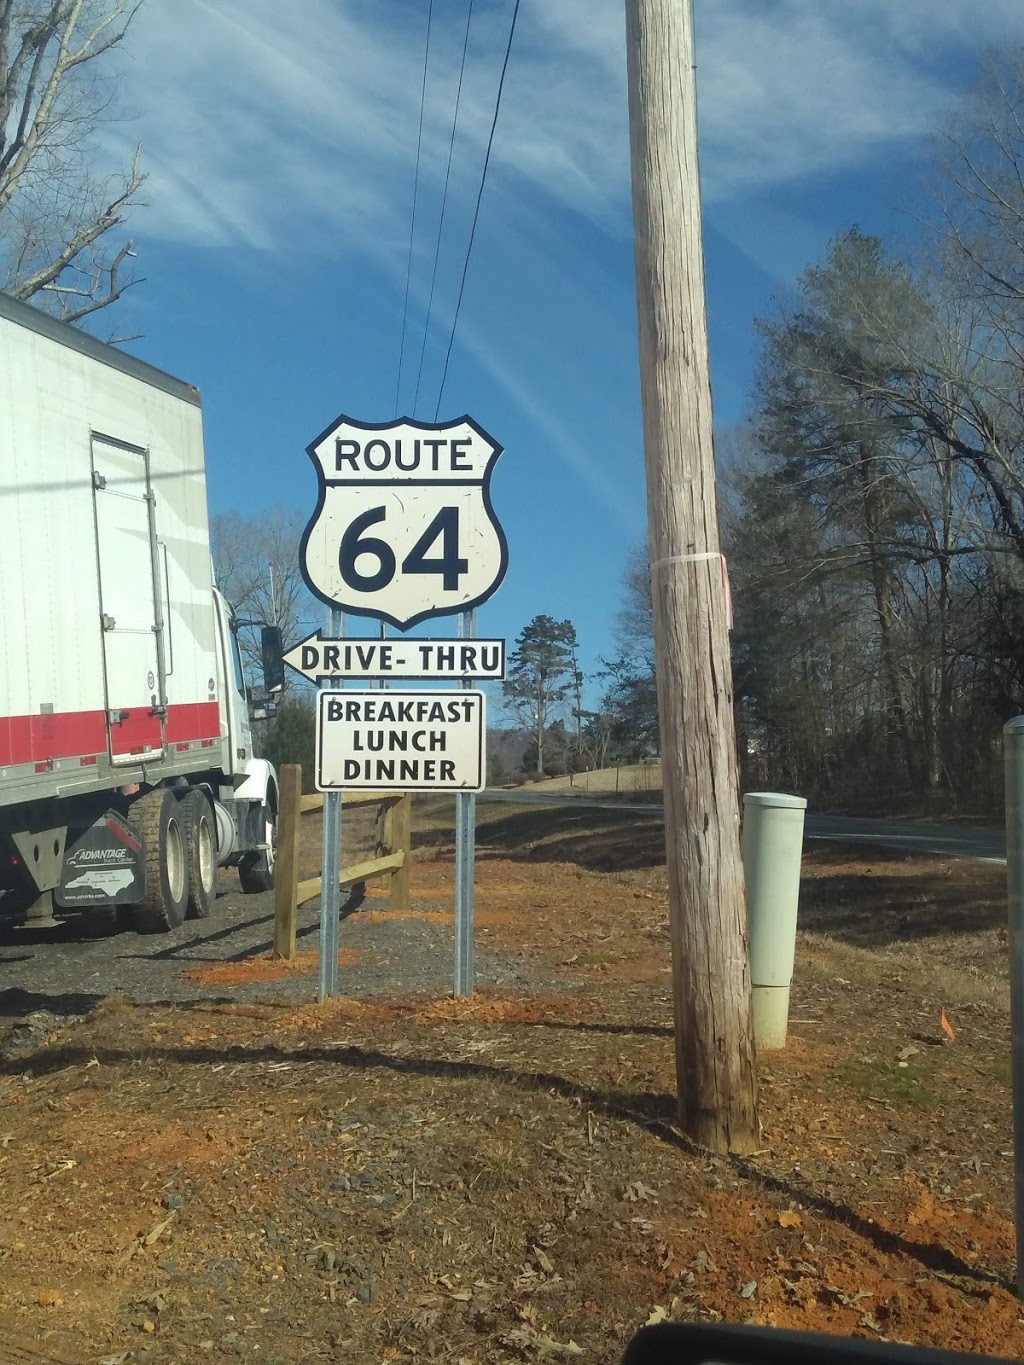 ROUTE
64
DRIVE- THRU
BREAKFAST
LUNCH
DINNER
ADVANTAGE